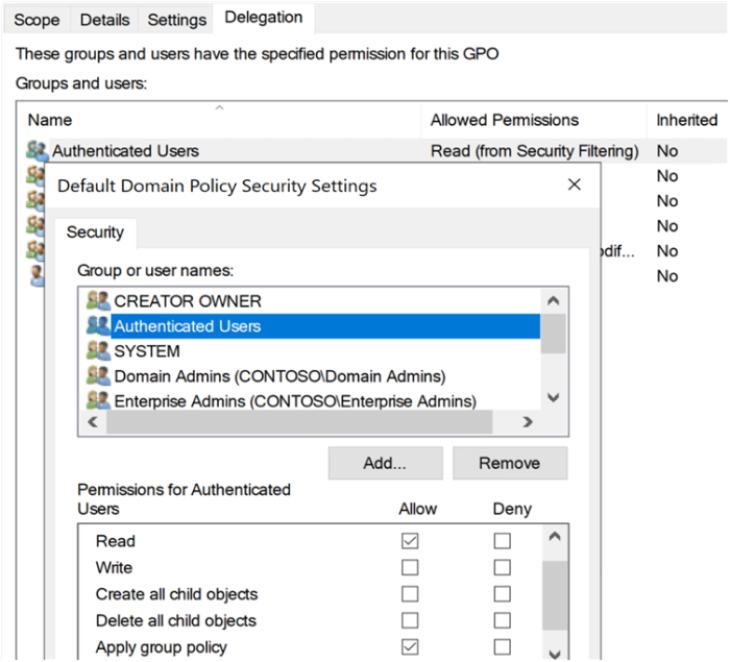 Scope Details Settings Delegation
These groups and users have the specified permission for this GPO
Groups and users:
Name Allowed Permissions Inherited
Authenticated Users Read (from Security Filtering) No
No
No
No
No
No
Default Domain Policy Security Settings
Security
Group or user names:
CREATOR OWNER
Authenticated Users
SYSTEM
Domain Admins (CONTOSO\Domain Admins)
Enterprise Admins (CONTOSO\Enterprise Admins)
Add... Remove
Permissions for Authenticated
Users Allow Deny
Read
Write
Create all child objects
Delete all child objects
Apply group policy